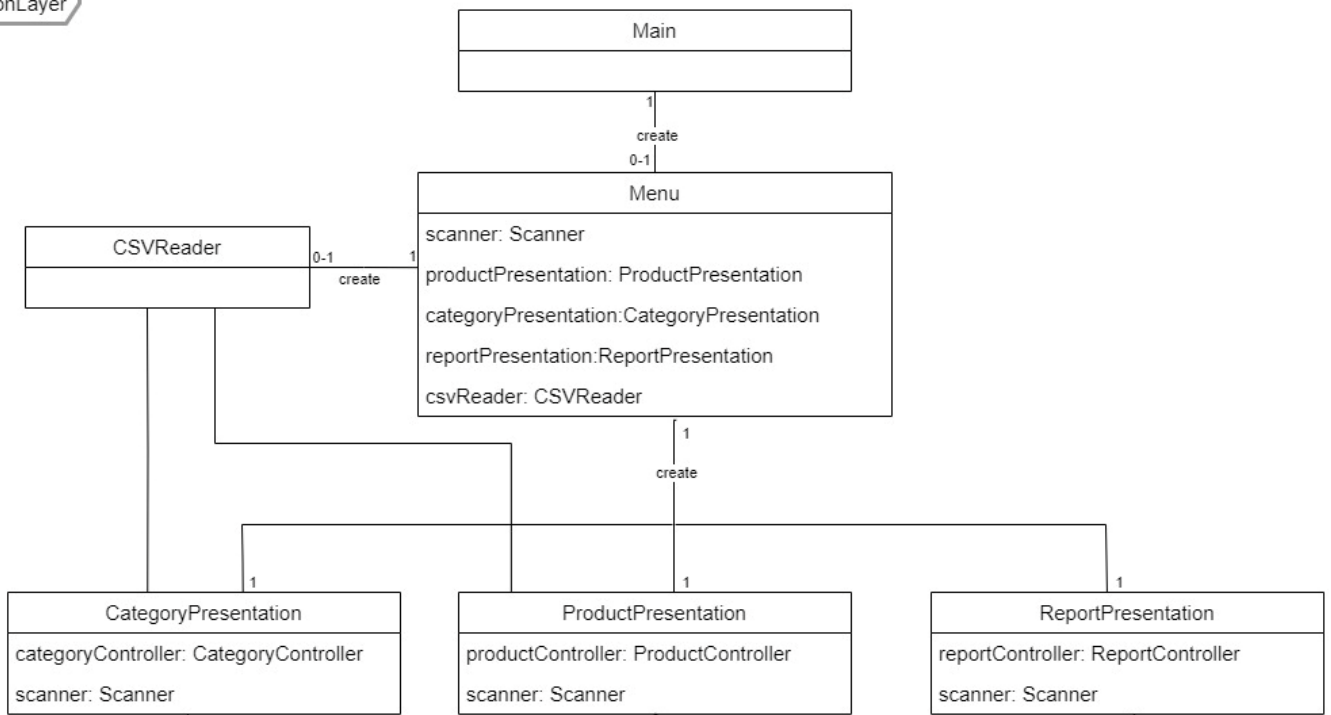 onLayer
Main
1
create
0-1
Menu
scanner: Scanner
productPresentation: ProductPresentation
categoryPresentation:CategoryPresentation
reportPresentation:ReportPresentation
csvReader: CSVReader
CSVReader
0-1
1
create
1
create
1
1
1
CategoryPresentation
categoryController: CategoryController
scanner: Scanner
ProductPresentation
productController: ProductController
scanner: Scanner
ReportPresentation
reportController: ReportController
scanner: Scanner